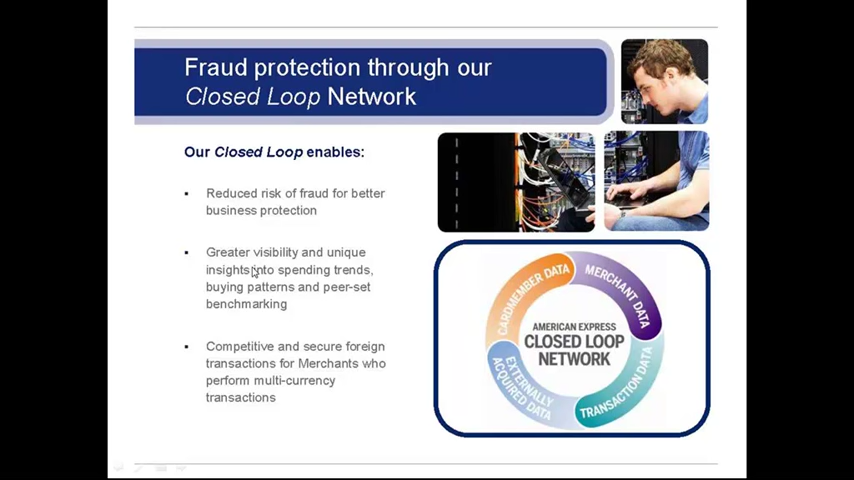 Fraud protection through our
Closed Loop Network
Our Closed Loop enables:
Reduced risk of fraud for better
business protection
Greater visibility and unique
insights into spending trends,
buying patterns and peer-set
benchmarking
Competitive and secure foreign
transactions for Merchants who
perform multi-currency
transactions
CARDMEMBER DATA
MERCHANT DATA
AMERICAN EXPRESS
CLOSED LOOP
NETWORK
EXTERNALLY
ACQUIRED DATA
TRANSACTION DATA